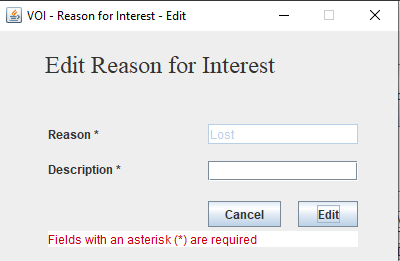 VOI - Reason for Interest - Edit
Edit Reason for Interest
Reason * Lost
Description *
Cancel Edit
Fields with an asterisk (*) are required